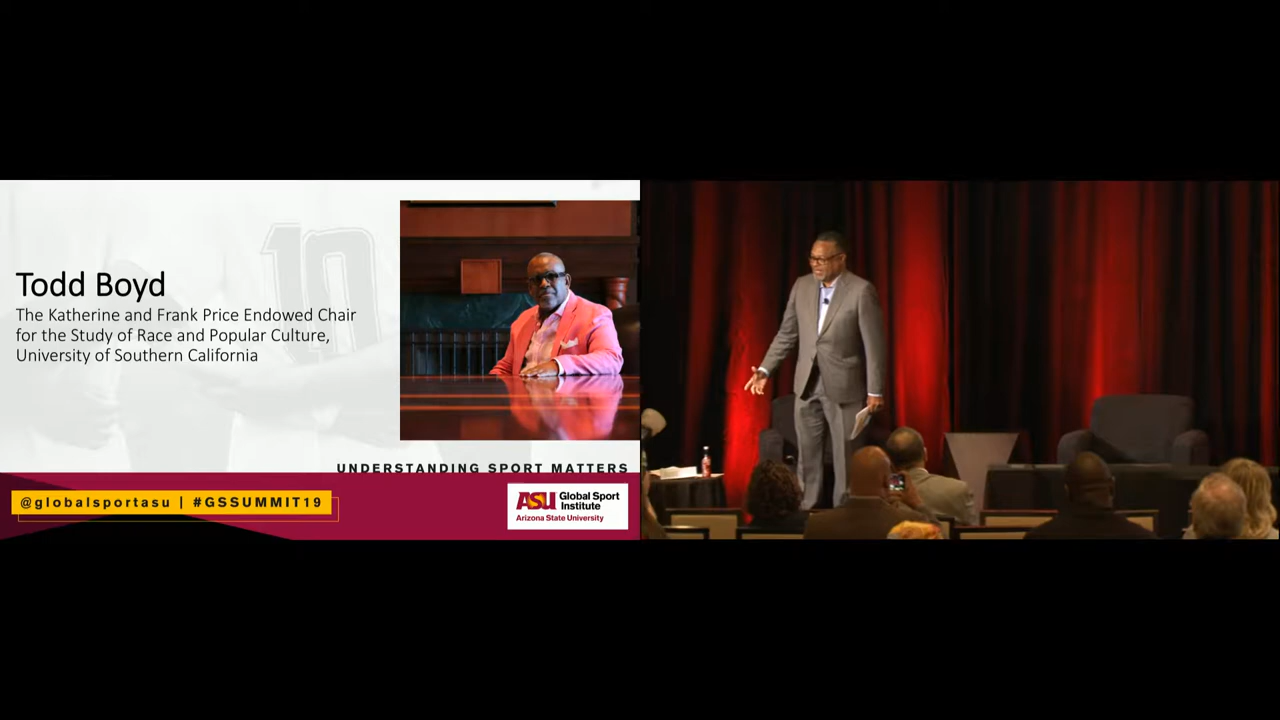 Todd Boyd
The Katherine and Frank Price Endowed Chair
for the Study of Race and Popular Culture,
University of Southern California
UNDERSTANDING SPORT MATTERS
@globalsportasu | #GSSUMMIT19
ASU Global Sport
Institute
Arizona State University
10